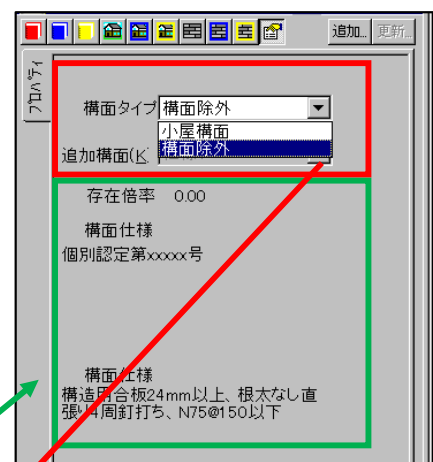 追加... 更新...
プロパティ
構面タイプ 構面除外
小屋構面
追加構面(K) 構面除外
存在倍率 0.00
構面仕様
個別認定第xxxxx号
構面仕様
構造用合板24mm以上、根太なし直
張り4周釘打ち、N75@150以下